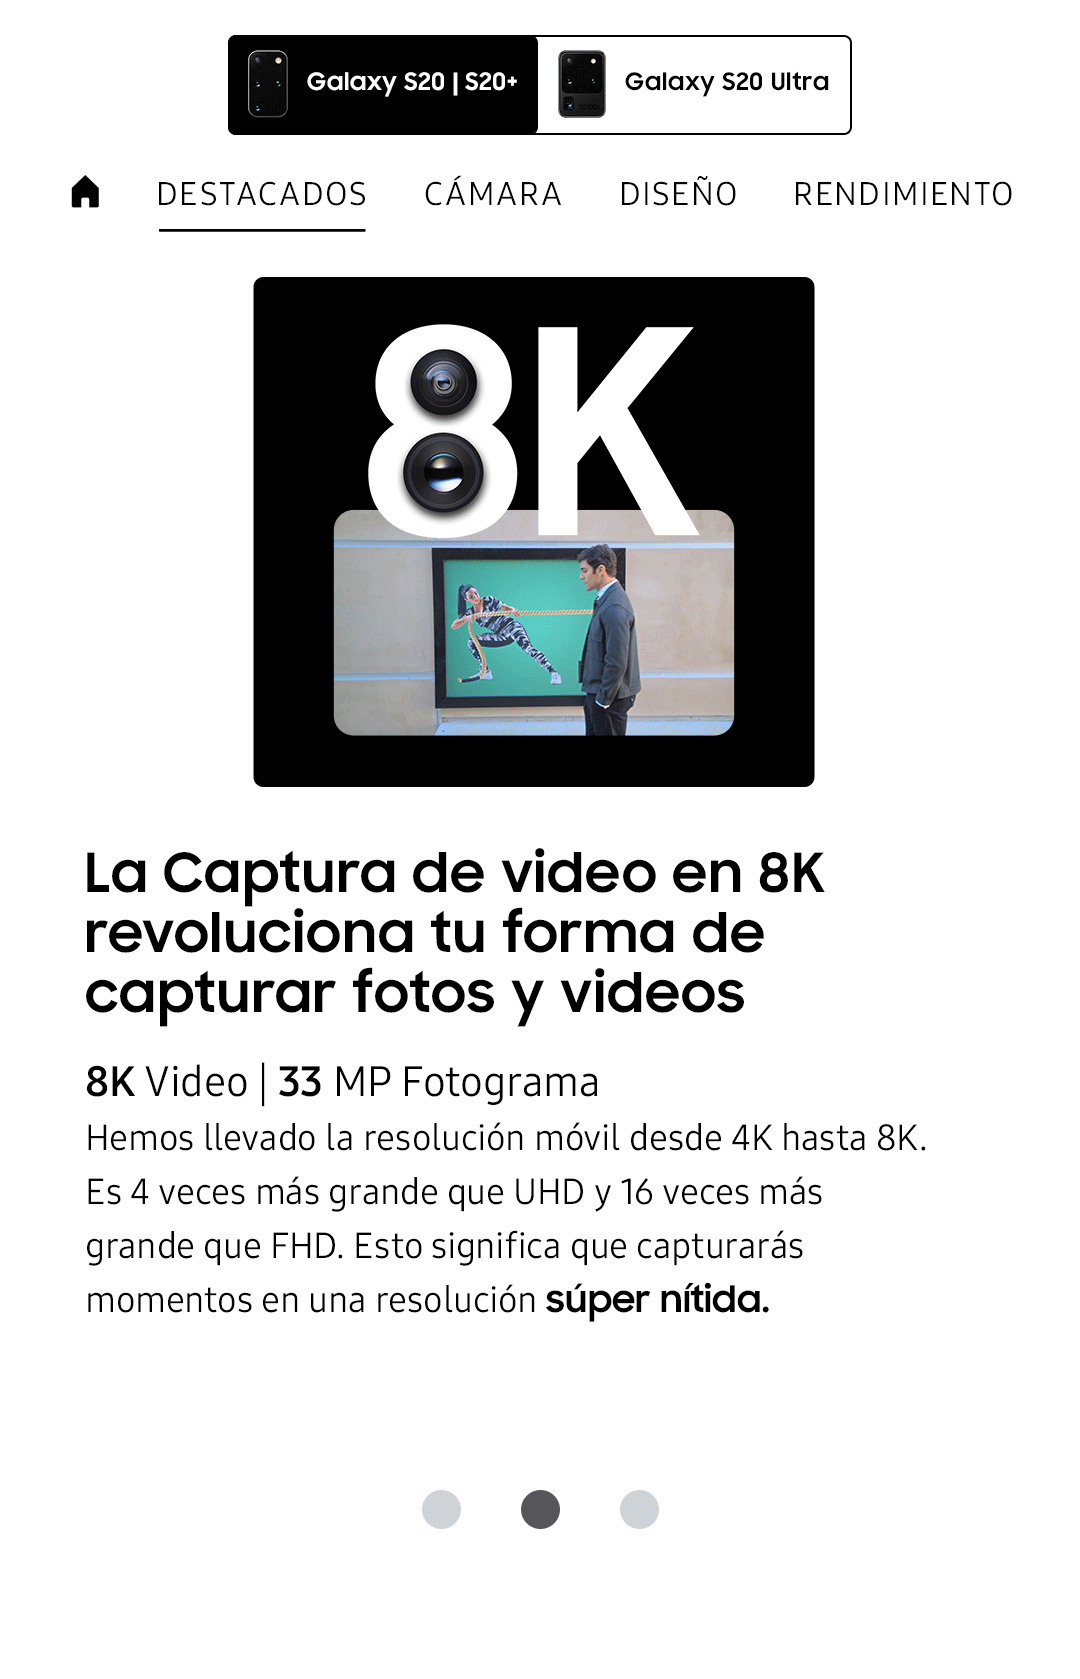 Galaxy S20 | S20+
Galaxy S20 Ultra
DESTACADOS CÁMARA DISEÑO RENDIMIENTO
8K
La Captura de video en 8K
revoluciona tu forma de
capturar fotos y videos
8K Video | 33 MP Fotograma
Hemos llevado la resolución móvil desde 4K hasta 8K.
Es 4 veces más grande que UHD y 16 veces más
grande que FHD. Esto significa que capturarás
momentos en una resolución súper nítida.